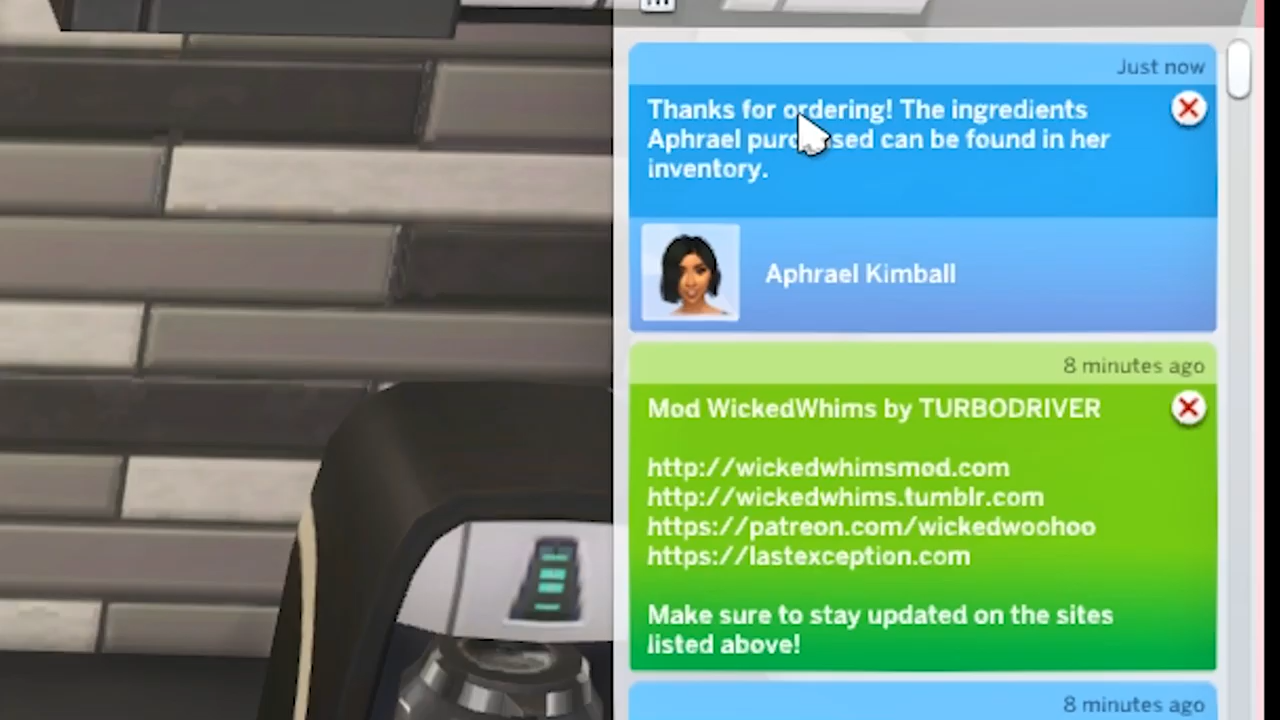 Just now
Thanks for ordering! The ingredients
Aphrael purchased can be found in her
inventory.
Aphrael Kimball
8 minutes ago
Mod WickedWhims by TURBODRIVER
http://wickedwhimsmod.com
http://wickedwhims.tumblr.com
https://patreon.com/wickedwoohoo
https://lastexception.com
Make sure to stay updated on the sites
listed above!
8 minutes ago